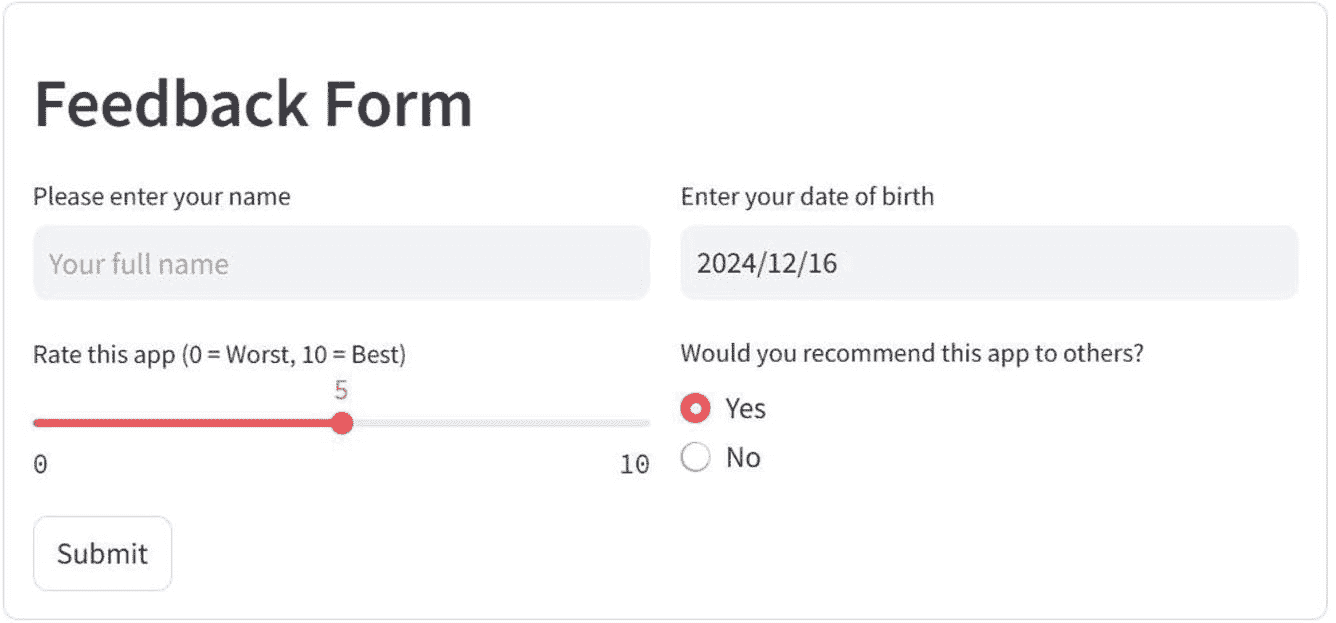 Feedback Form
Please enter your name
Your full name
Enter your date of birth
2024/12/16
Rate this app (0 = Worst, 10 = Best)
5
0 10
Would you recommend this app to others?
Yes
No
Submit